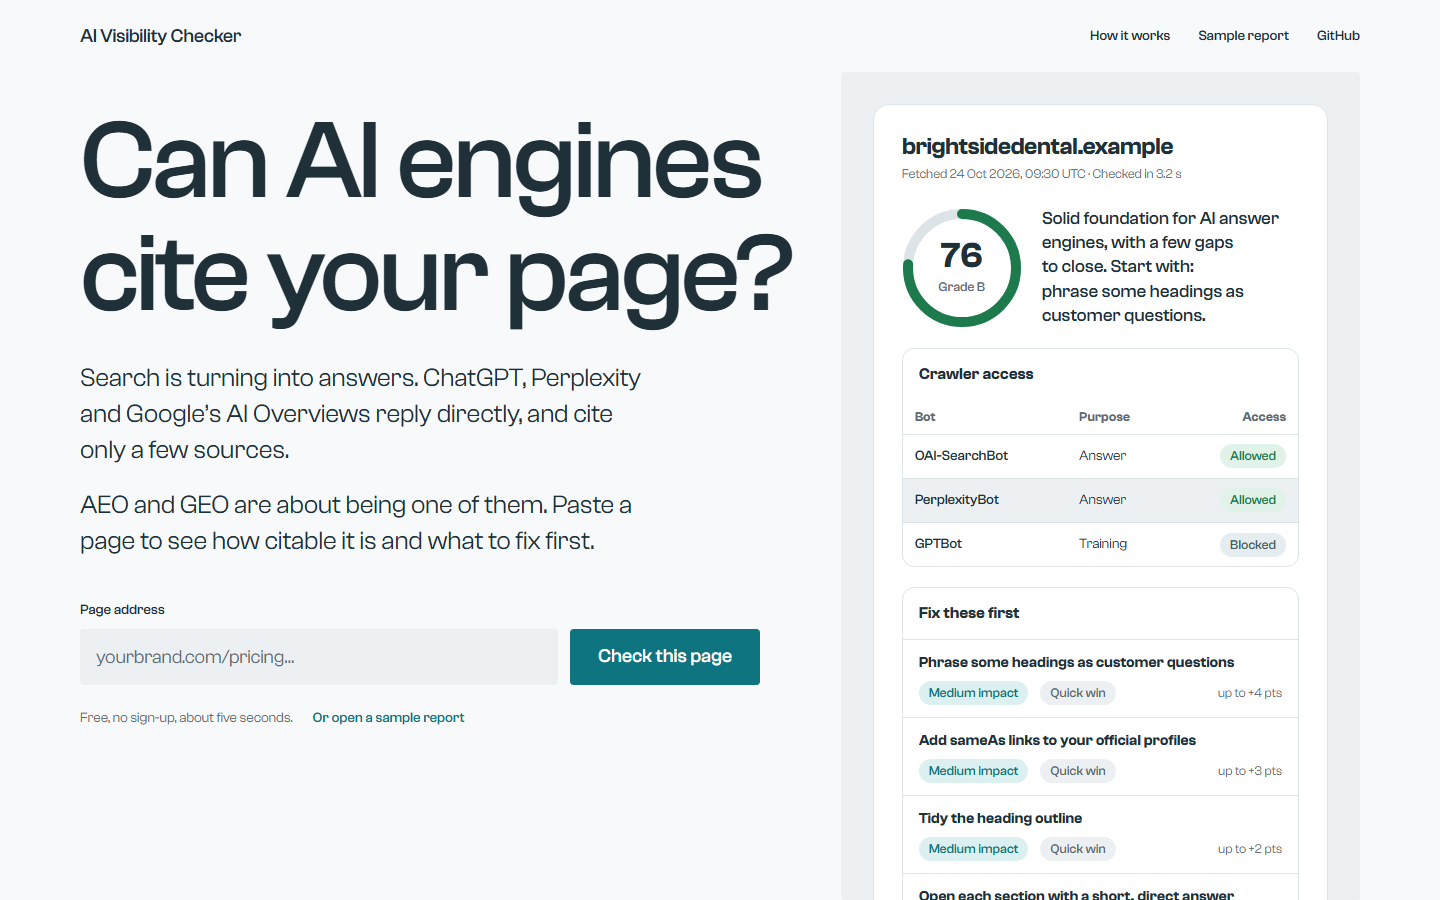 AI Visibility Checker
How it works
Sample report
GitHub
Can AI engines
cite your page?
Search is turning into answers. ChatGPT, Perplexity
and Google's AI Overviews reply directly, and cite
only a few sources.
AEO and GEO are about being one of them. Paste a
page to see how citable it is and what to fix first.
Page address
yourbrand.com/pricing...
Check this page
Free, no sign-up, about five seconds.
Or open a sample report
brightsidedental.example
Fetched 24 Oct 2026, 09:30 UTC · Checked in 3.2 s
76
Grade B
Solid foundation for AI answer
engines, with a few gaps
to close. Start with:
phrase some headings as
customer questions.
Crawler access
Bot Purpose Access
OAI-SearchBot Answer Allowed
PerplexityBot Answer Allowed
GPTBot Training Blocked
Fix these first
Phrase some headings as customer questions
Medium impact Quick win up to +4 pts
Add sameAs links to your official profiles
Medium impact Quick win up to +3 pts
Tidy the heading outline
Medium impact Quick win up to +2 pts
Open each section with a short, direct answer